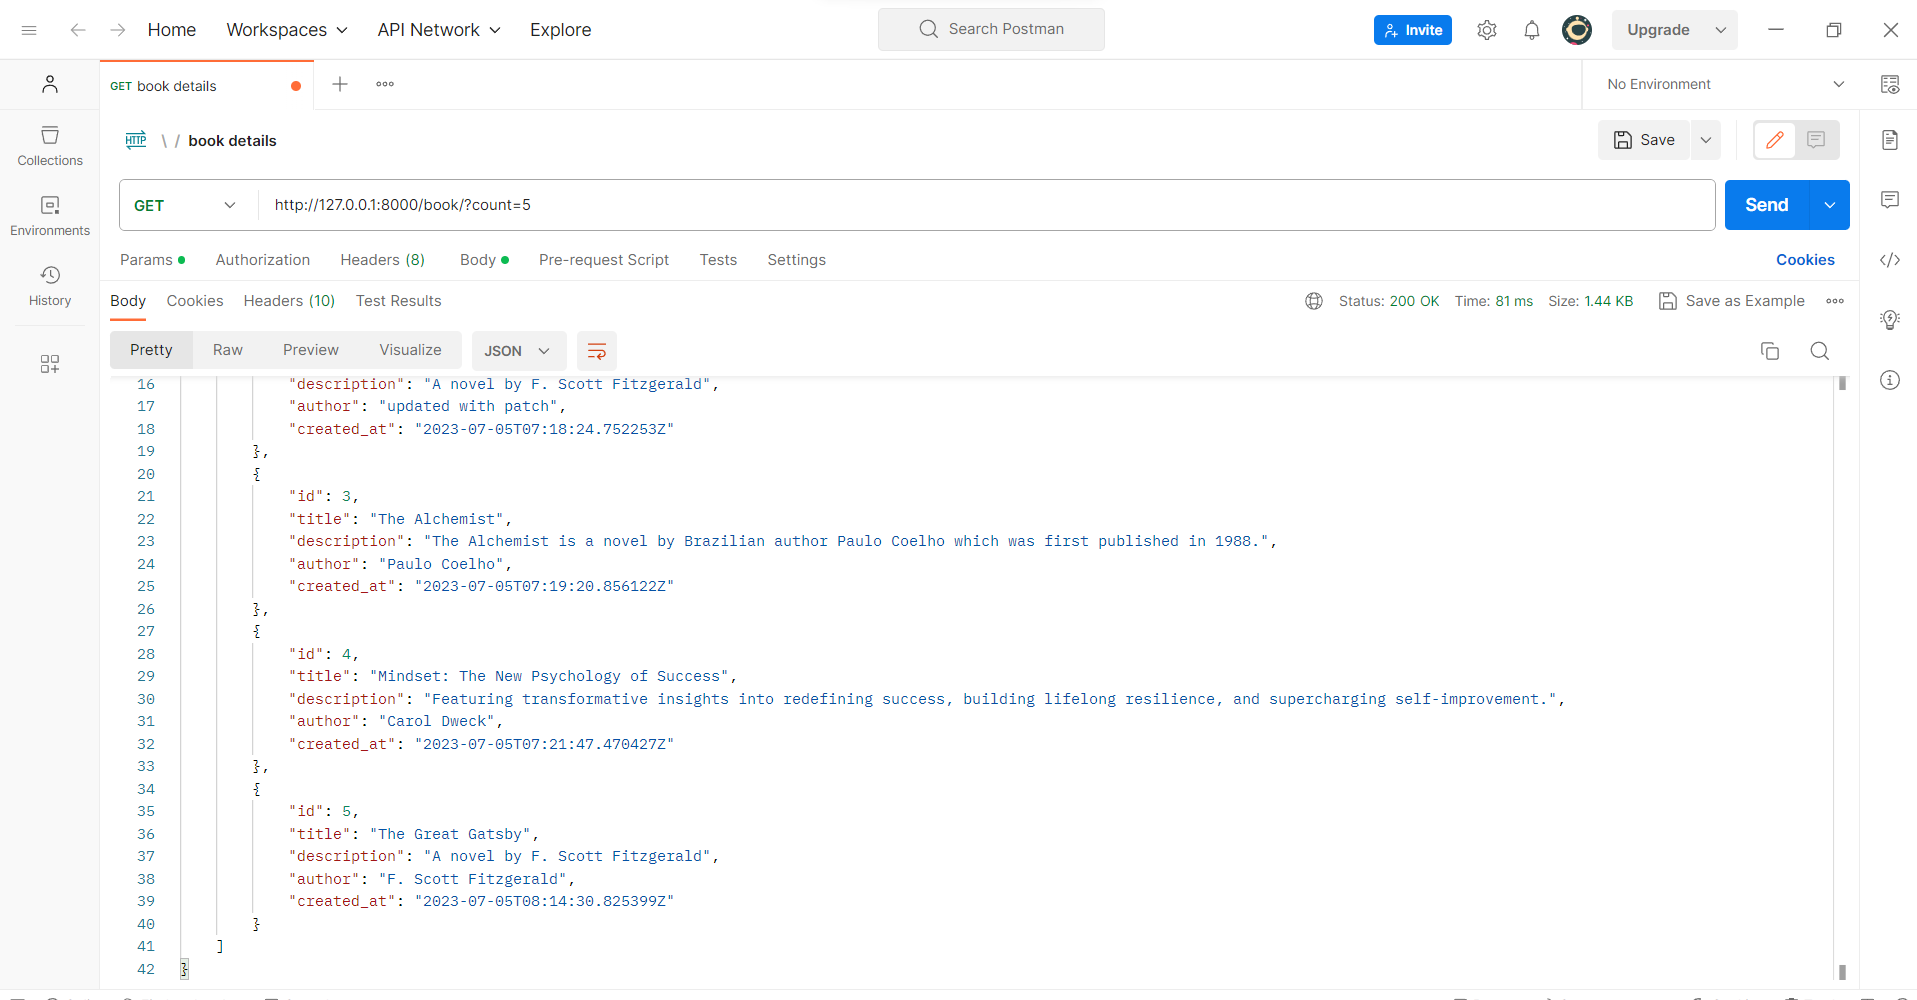 Home Workspaces API Network Explore Search Postman Invite Upgrade
GET book details No Environment
HTTP \ / book details Save
Collections
GET http://127.0.0.1:8000/book/?count=5 Send
Environments
Params Authorization Headers (8) Body Pre-request Script Tests Settings Cookies
History
Body Cookies Headers (10) Test Results Status: 200 OK Time: 81 ms Size: 1.44 KB Save as Example
Pretty Raw Preview Visualize JSON
16 "description": "A novel by F. Scott Fitzgerald",
17 "author": "updated with patch",
18 "created_at": "2023-07-05T07:18:24.752253Z"
19 },
20 {
21 "id": 3,
22 "title": "The Alchemist",
23 "description": "The Alchemist is a novel by Brazilian author Paulo Coelho which was first published in 1988.",
24 "author": "Paulo Coelho",
25 "created_at": "2023-07-05T07:19:20.856122Z"
26 },
27 {
28 "id": 4,
29 "title": "Mindset: The New Psychology of Success",
30 "description": "Featuring transformative insights into redefining success, building lifelong resilience, and supercharging self-improvement.",
31 "author": "Carol Dweck",
32 "created_at": "2023-07-05T07:21:47.470427Z"
33 },
34 {
35 "id": 5,
36 "title": "The Great Gatsby",
37 "description": "A novel by F. Scott Fitzgerald",
38 "author": "F. Scott Fitzgerald",
39 "created_at": "2023-07-05T08:14:30.825399Z"
40 }
41 ]
42 }